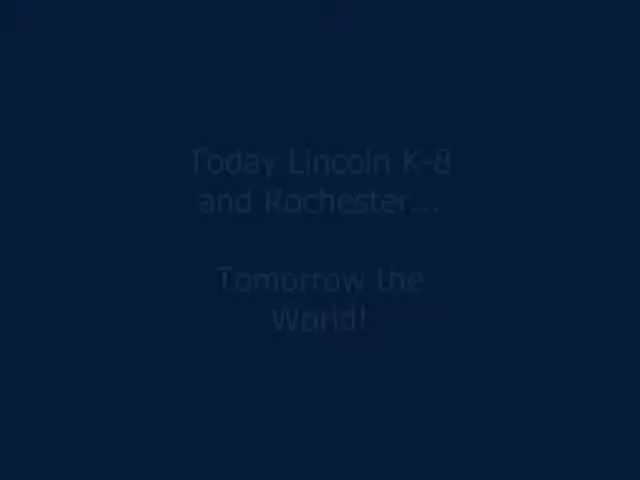 Today Lincoln K-8
and Rochester...
Tomorrow the
World!